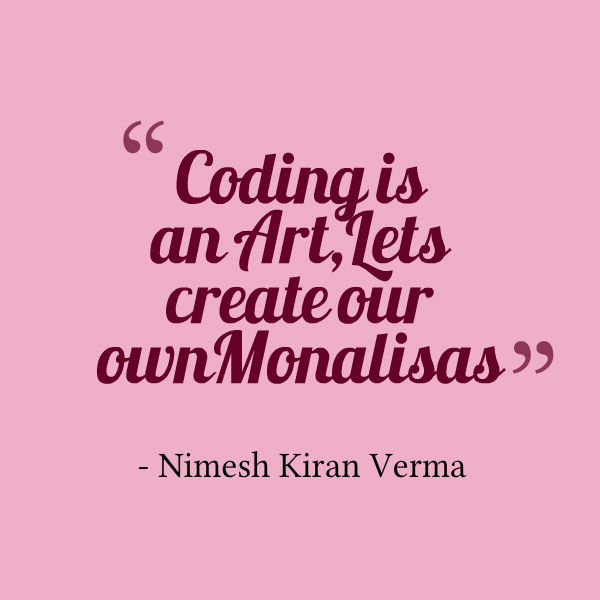 “Coding is
an Art,Lets
create our
ownMonalisas”
- Nimesh Kiran Verma